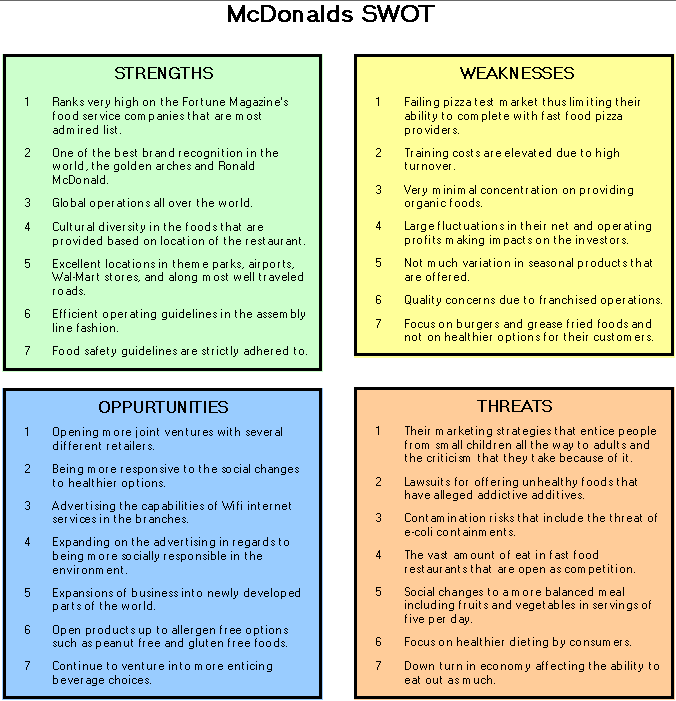 McDonalds SWOT
STRENGTHS
1 Ranks very high on the Fortune Magazine's
food service companies that are most
admired list.
2 One of the best brand recognition in the
world, the golden arches and Ronald
McDonald.
3 Global operations all over the world.
4 Cultural diversity in the foods that are
provided based on location of the restaurant.
5 Excellent locations in theme parks, airports,
Wal-Mart stores, and along most well traveled
roads.
6 Efficient operating guidelines in the assembly
line fashion.
7 Food safety guidelines are strictly adhered to.
WEAKNESSES
1 Failing pizza test market thus limiting their
ability to complete with fast food pizza
providers.
2 Training costs are elevated due to high
turnover.
3 Very minimal concentration on providing
organic foods.
4 Large fluctuations in their net and operating
profits making impacts on the investors.
5 Not much variation in seasonal products that
are offered.
6 Quality concerns due to franchised operations.
7 Focus on burgers and grease fried foods and
not on healthier options for their customers.
OPPURTUNITIES
1 Opening more joint ventures with several
different retailers.
2 Being more responsive to the social changes
to healthier options.
3 Advertising the capabilities of Wifi internet
services in the branches.
4 Expanding on the advertising in regards to
being more socially responsible in the
environment.
5 Expansions of business into newly developed
parts of the world.
6 Open products up to allergen free options
such as peanut free and gluten free foods.
7 Continue to venture into more enticing
beverage choices.
THREATS
1 Their marketing strategies that entice people
from small children all the way to adults and
the criticism that they take because of it.
2 Lawsuits for offering unhealthy foods that
have alleged addictive additives.
3 Contamination risks that include the threat of
e-coli containments.
4 The vast amount of eat in fast food
restaurants that are open as competition.
5 Social changes to a more balanced meal
including fruits and vegetables in servings of
five per day.
6 Focus on healthier dieting by consumers.
7 Down turn in economy affecting the ability to
eat out as much.